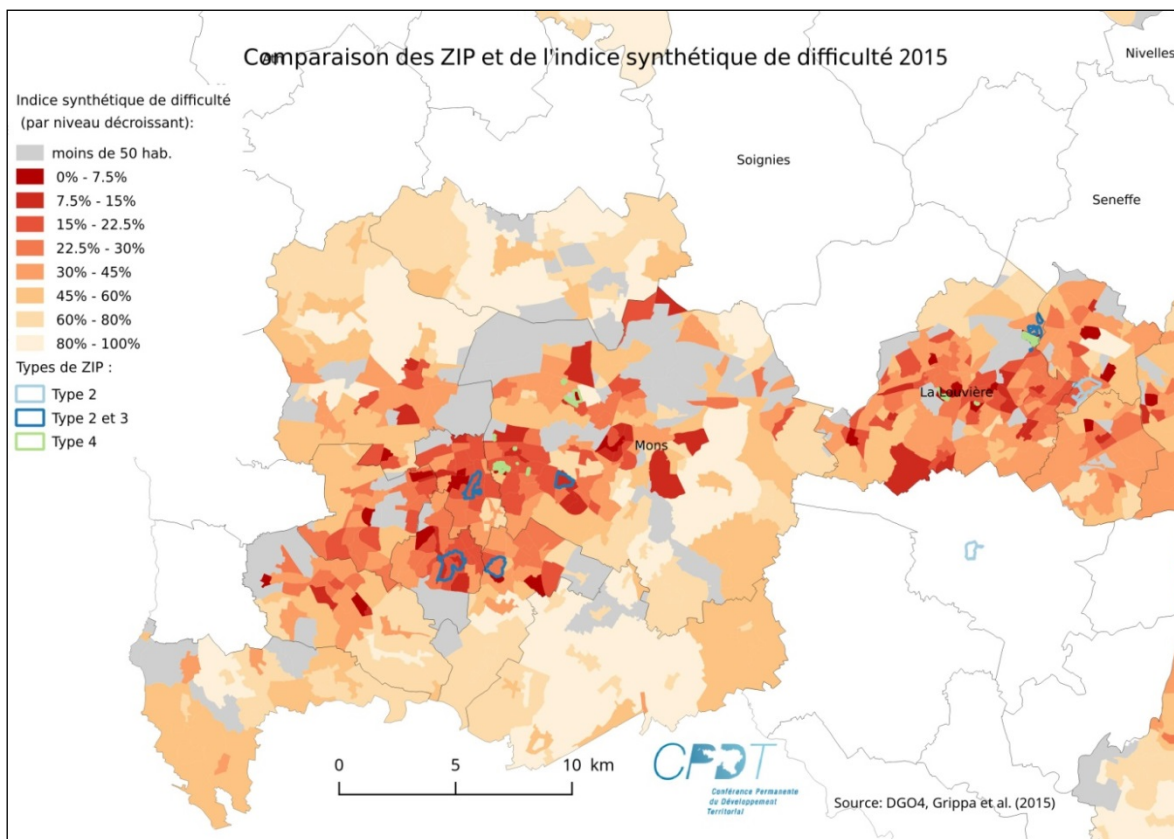 Comparaison des ZIP et de l'indice synthétique de difficulté 2015
Nivelles
Indice synthétique de difficulté
(par niveau décroissant):
moins de 50 hab.
0% - 7.5%
7.5% - 15%
15% - 22.5%
22.5% - 30%
30% - 45%
45% - 60%
60% - 80%
80% - 100%
Types de ZIP :
Type 2
Type 2 et 3
Type 4
Soignies
Seneffe
La Louvière
Mons
0 5 10 km
CPDT
Conférence Permanente
du Développement
Territorial
Source: DGO4, Grippa et al. (2015)